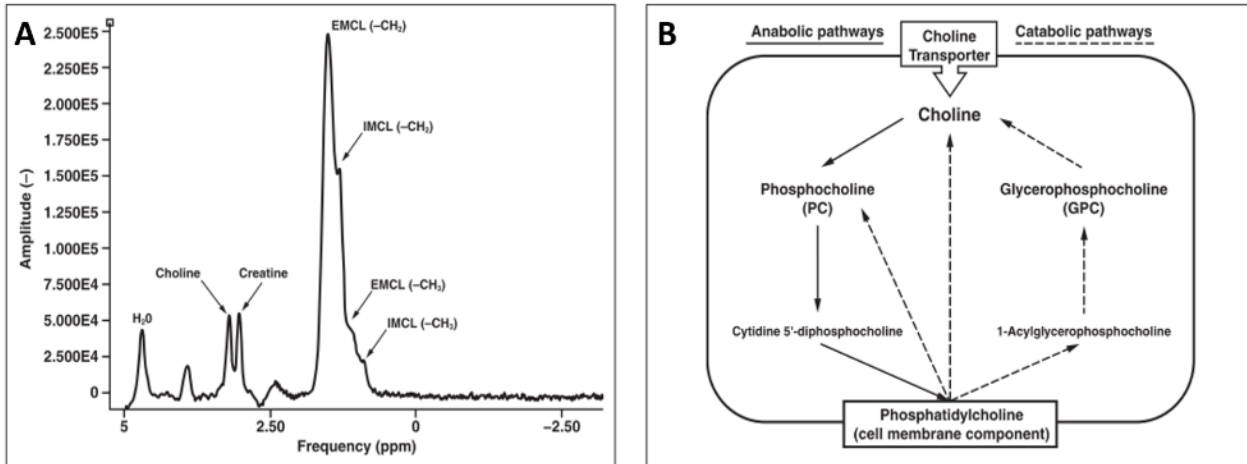 A
2.500E5
2.250E5
2.000E5
1.750E5
1.500E5
1.250E5
1.000E5
7.500E4
5.000E4
2.500E4
0
Amplitude (–)
EMCL (–CH₂)
IMCL (–CH₂)
Choline
Creatine
EMCL (–CH₃)
H₂0
IMCL (–CH₃)
5
2.50
0
–2.50
Frequency (ppm)
B
Anabolic pathways
Choline
Transporter
Catabolic pathways
Choline
Phosphocholine
(PC)
Glycerophosphocholine
(GPC)
Cytidine 5'-diphosphocholine
1-Acylglycerophosphocholine
Phosphatidylcholine
(cell membrane component)